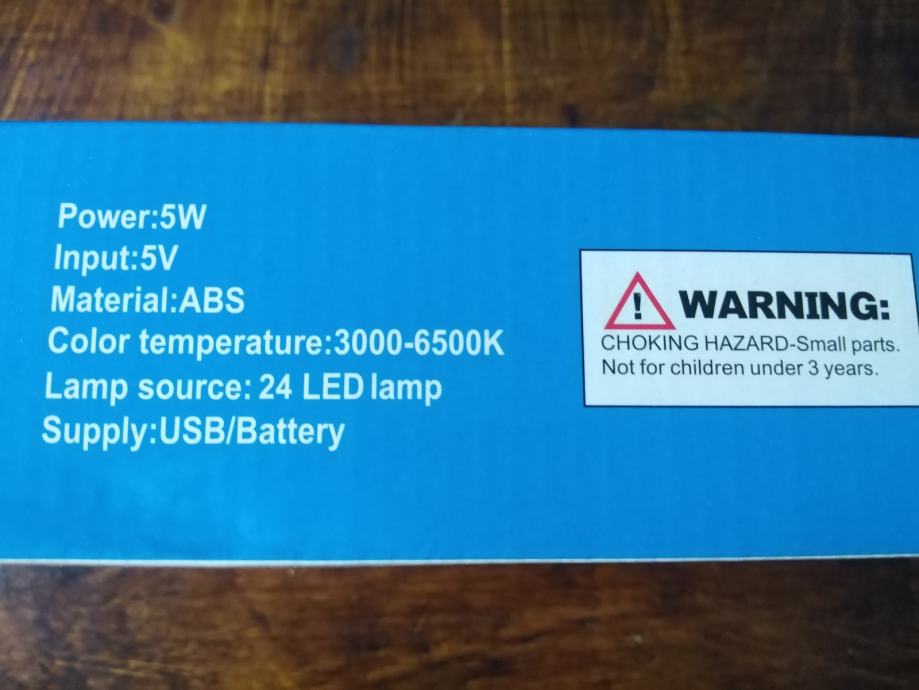 Power:5W
Input:5V
Material:ABS
Color temperature:3000-6500K
Lamp source: 24 LED lamp
Supply:USB/Battery
! WARNING:
CHOKING HAZARD-Small parts.
Not for children under 3 years.